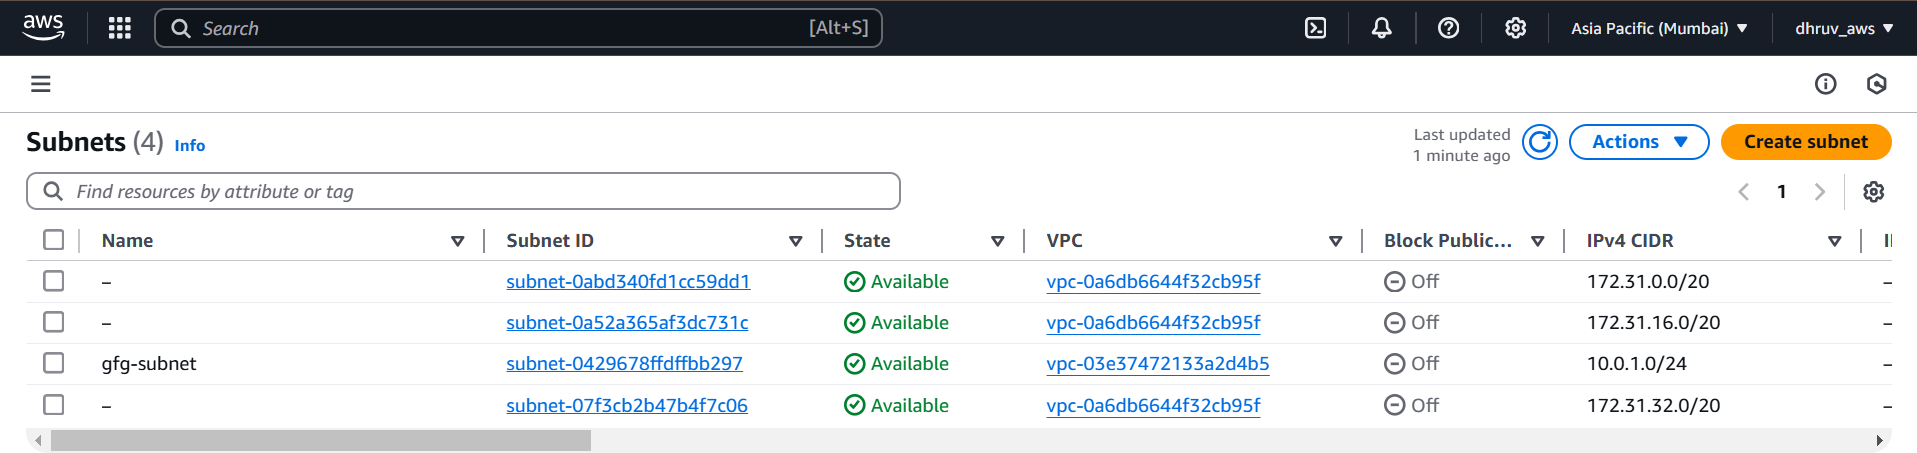 aws Search [Alt+S] Asia Pacific (Mumbai) dhruv_aws
Subnets (4) Info
Last updated
1 minute ago
Actions
Create subnet
Find resources by attribute or tag
1
Name Subnet ID State VPC Block Public... IPv4 CIDR
– subnet-0abd340fd1cc59dd1 Available vpc-0a6db6644f32cb95f Off 172.31.0.0/20 –
– subnet-0a52a365af3dc731c Available vpc-0a6db6644f32cb95f Off 172.31.16.0/20 –
gfg-subnet subnet-0429678ffdffbb297 Available vpc-03e37472133a2d4b5 Off 10.0.1.0/24 –
– subnet-07f3cb2b47b4f7c06 Available vpc-0a6db6644f32cb95f Off 172.31.32.0/20 –